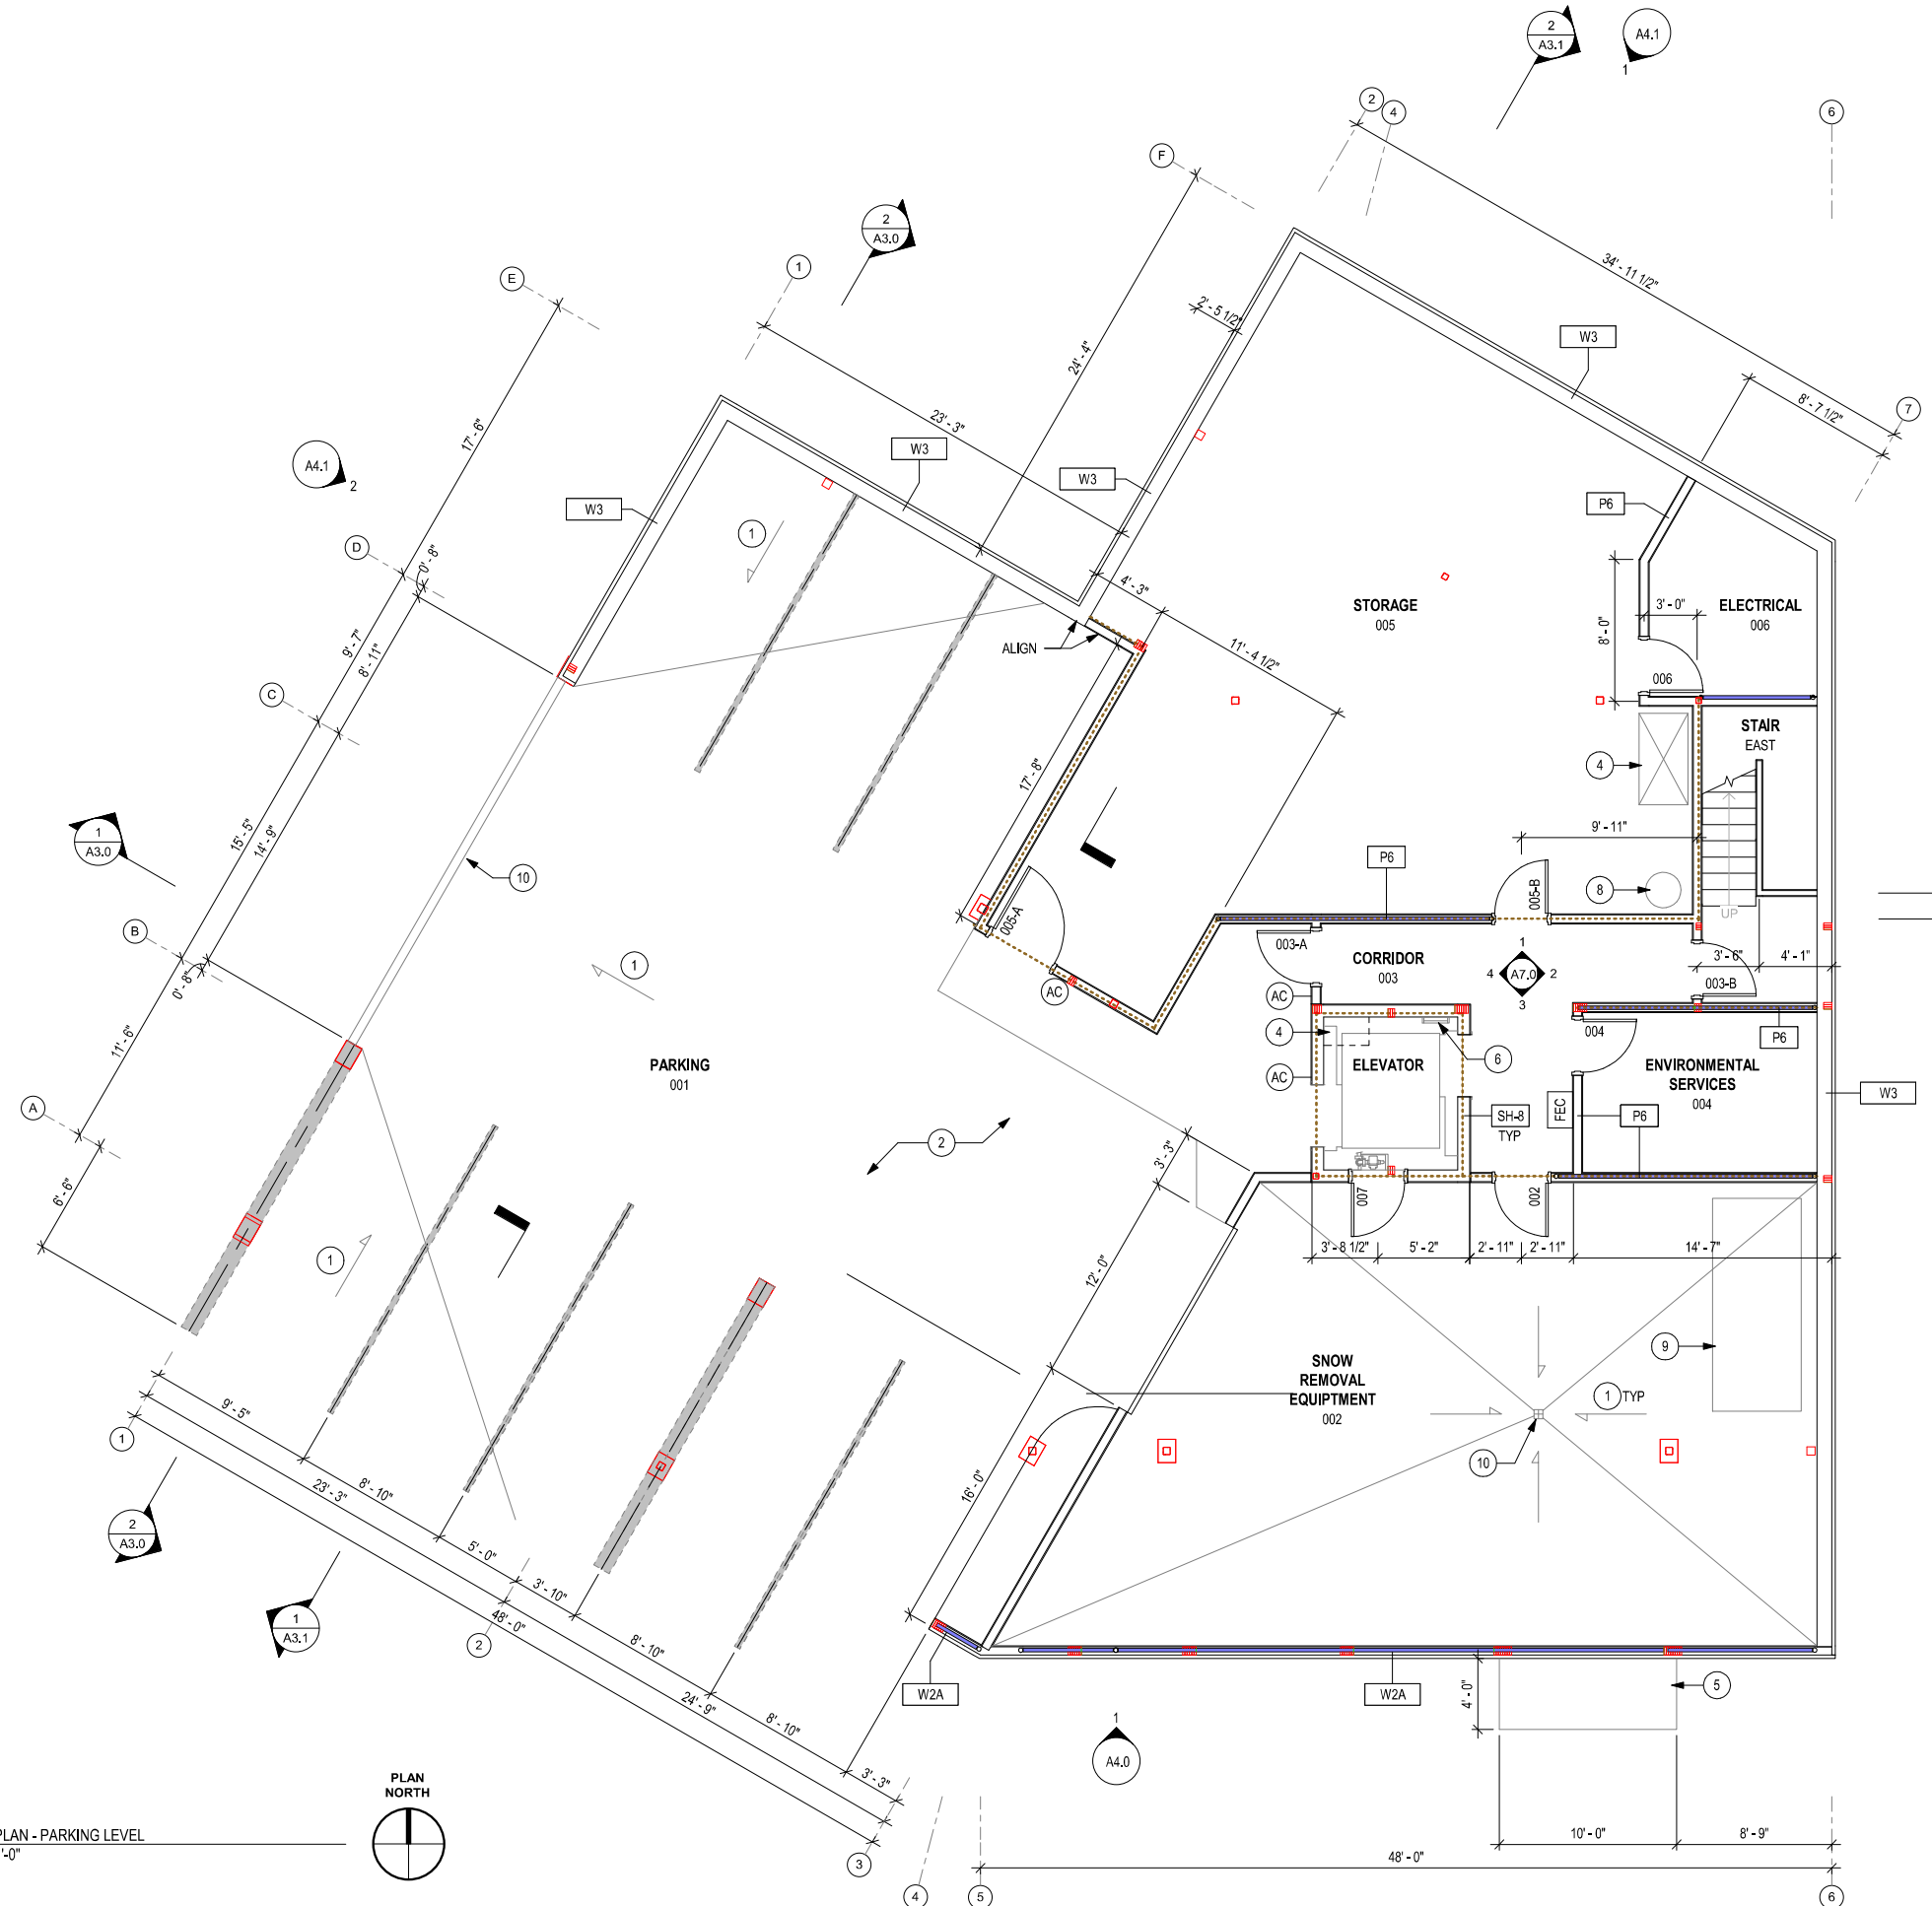 2
A3.1
A4.1
1
2
4
6
F
E
1
2
A3.0
34' - 11 1/2"
2' - 5 1/2"
W3
24' - 4"
8' - 7 1/2"
7
23' - 3"
17' - 6"
W3
A4.1
2
W3
W3
P6
1
D
0' - 8"
4' - 3"
STORAGE
005
3' - 0"
ELECTRICAL
006
8' - 0"
ALIGN
11' - 4 1/2"
006
9' - 7"
8' - 11"
C
STAIR
EAST
4
17' - 8"
1
A3.0
15' - 5"
14' - 9"
9' - 11"
P6
10
8
005-B
UP
005-A
B
0' - 8"
1
003-A
CORRIDOR
003
1
4
A7.0
2
3
3' - 6"
4' - 1"
003-B
AC
AC
4
004
P6
11' - 6"
PARKING
001
ELEVATOR
6
ENVIRONMENTAL
SERVICES
004
AC
W3
A
FEC
SH-8
TYP
P6
2
3' - 3"
6' - 6"
007
002
1
3' - 8 1/2"
5' - 2"
2' - 11"
2' - 11"
14' - 7"
12' - 0"
9
SNOW
REMOVAL
EQUIPTMENT
002
1
TYP
9' - 5"
1
10
8' - 10"
23' - 3"
16' - 0"
2
A3.0
5' - 0"
3' - 10"
48' - 0"
1
A3.1
2
8' - 10"
24' - 9"
W2A
W2A
4' - 0"
5
8' - 10"
1
A4.0
3' - 3"
PLAN
NORTH
PLAN - PARKING LEVEL
'-0"
10' - 0"
8' - 9"
48' - 0"
3
4
5
6